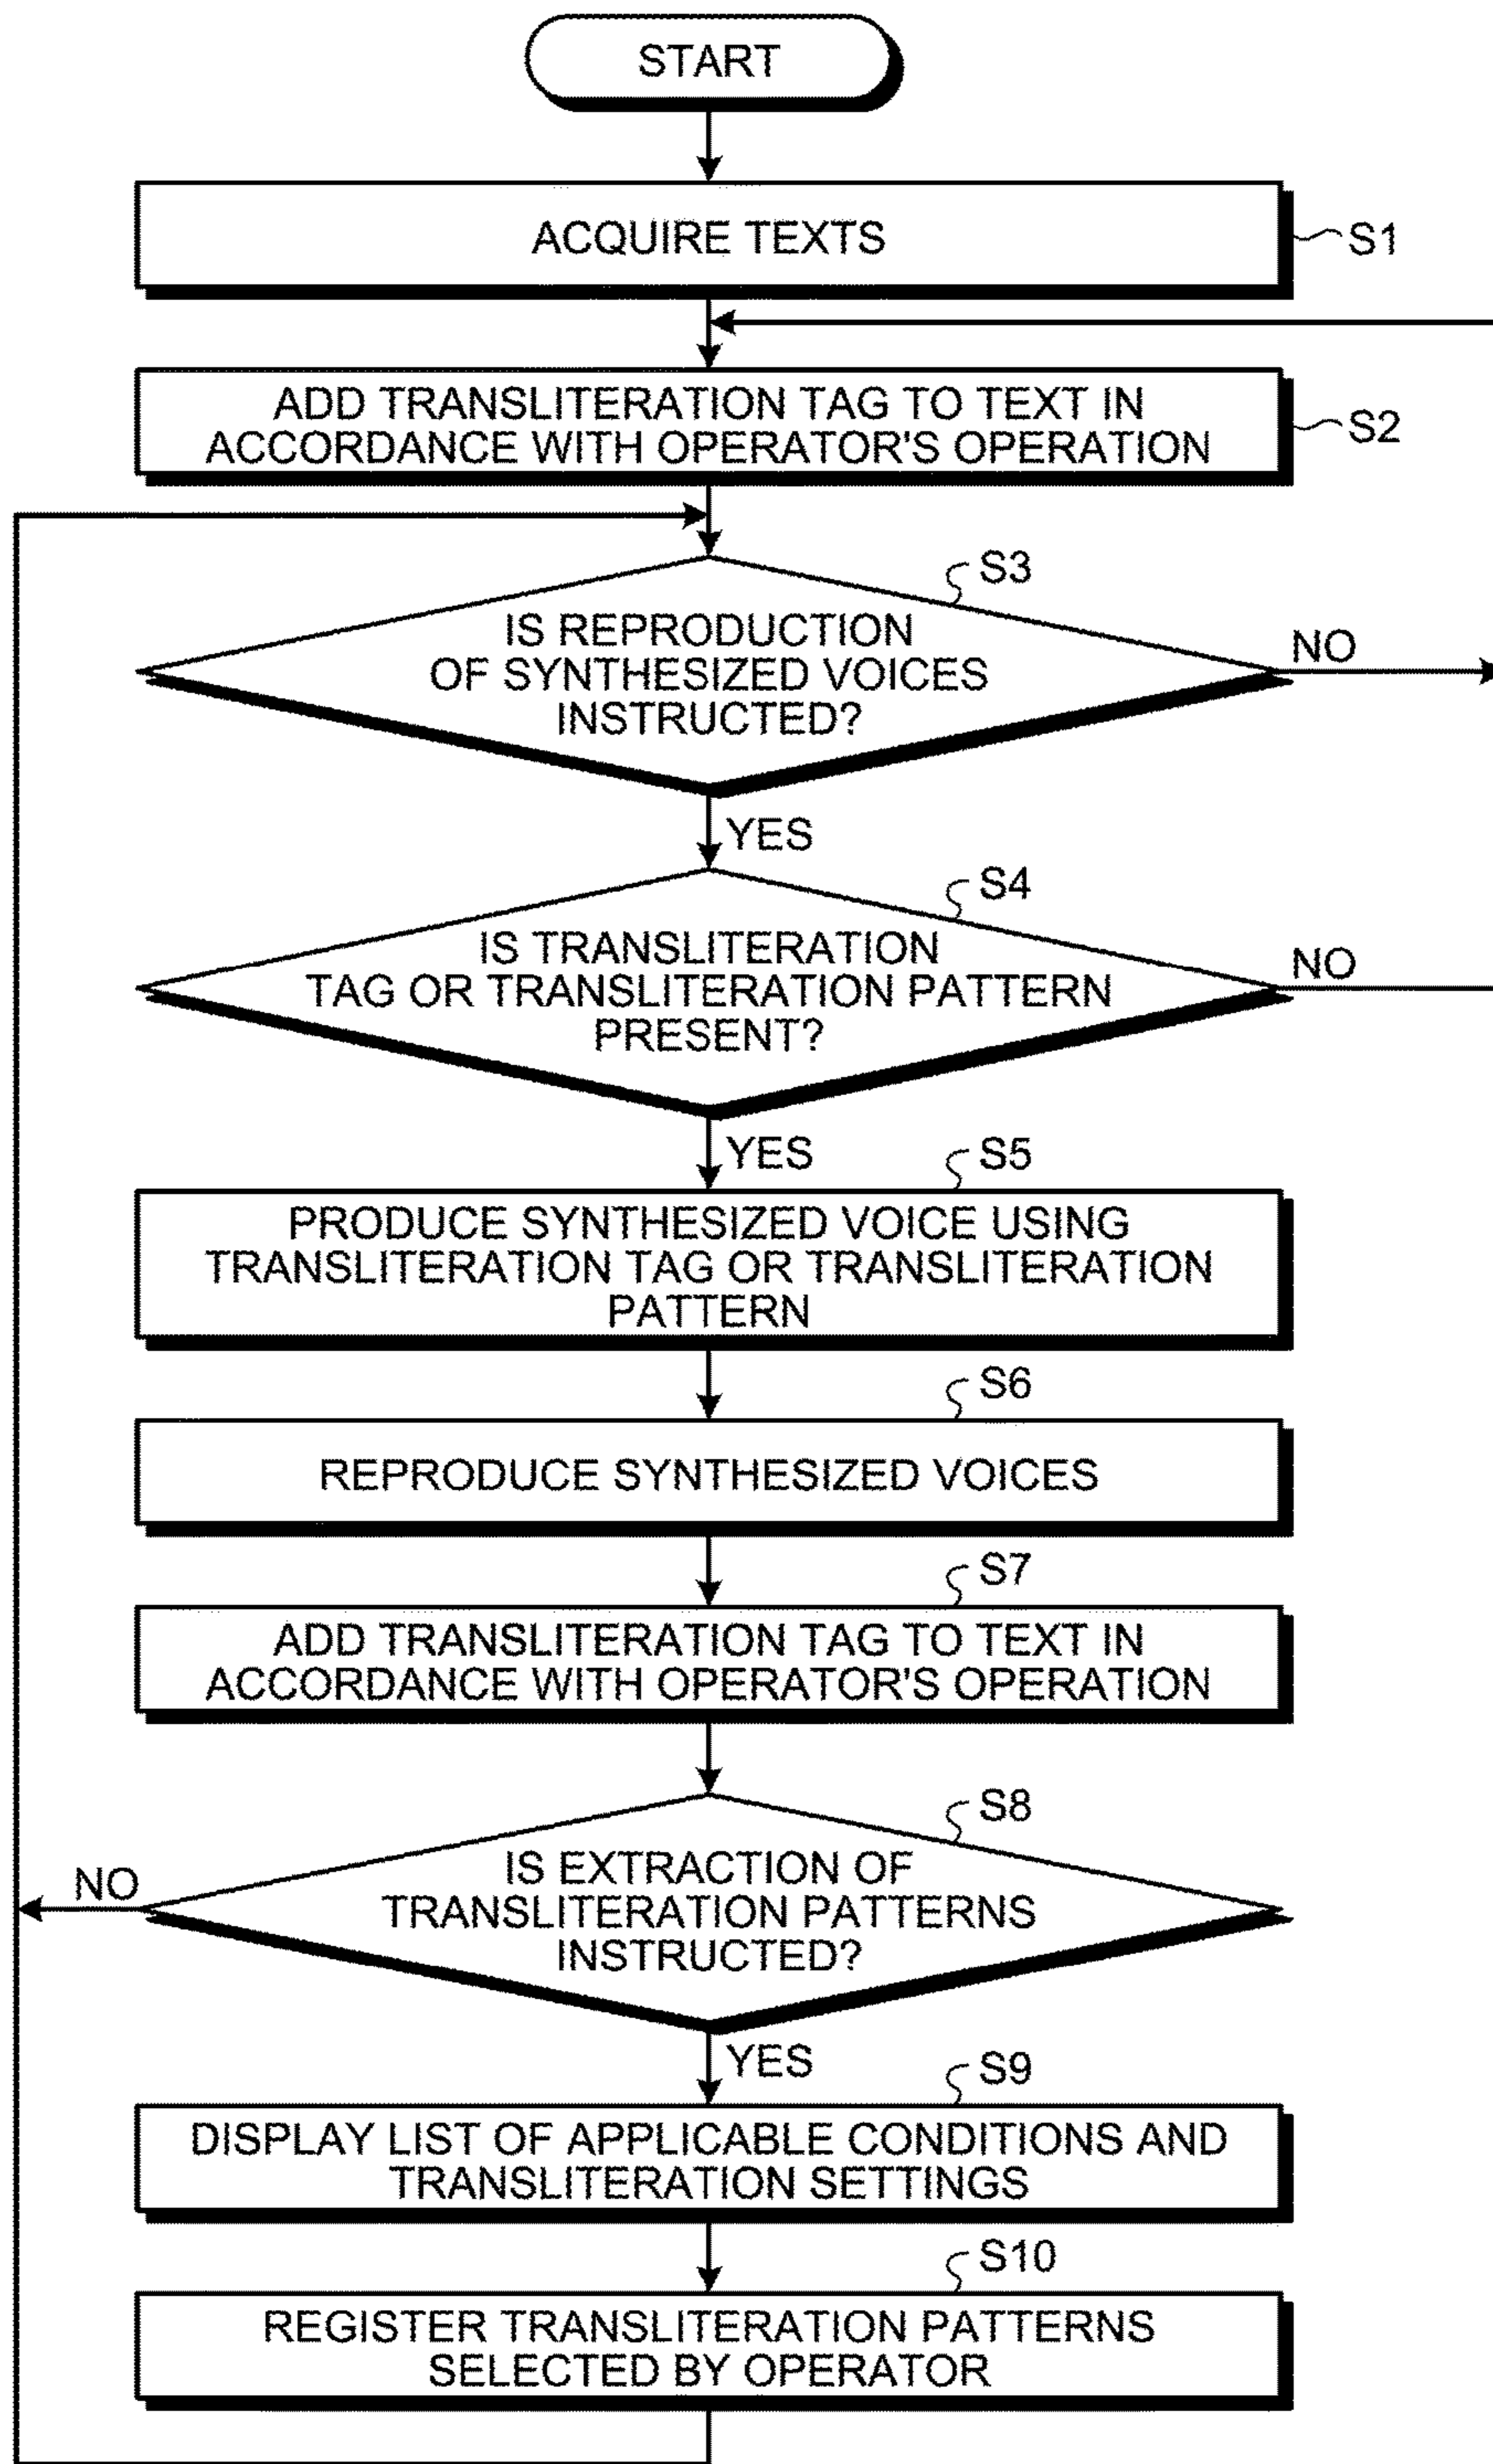 START
ACQUIRE TEXTS
S1
ADD TRANSLITERATION TAG TO TEXT IN
ACCORDANCE WITH OPERATOR'S OPERATION
S2
S3
IS REPRODUCTION
OF SYNTHESIZED VOICES
INSTRUCTED?
NO
YES
S4
IS TRANSLITERATION
TAG OR TRANSLITERATION PATTERN
PRESENT?
NO
YES
S5
PRODUCE SYNTHESIZED VOICE USING
TRANSLITERATION TAG OR TRANSLITERATION
PATTERN
S6
REPRODUCE SYNTHESIZED VOICES
S7
ADD TRANSLITERATION TAG TO TEXT IN
ACCORDANCE WITH OPERATOR'S OPERATION
S8
IS EXTRACTION OF
TRANSLITERATION PATTERNS
INSTRUCTED?
NO
YES
S9
DISPLAY LIST OF APPLICABLE CONDITIONS AND
TRANSLITERATION SETTINGS
S10
REGISTER TRANSLITERATION PATTERNS
SELECTED BY OPERATOR